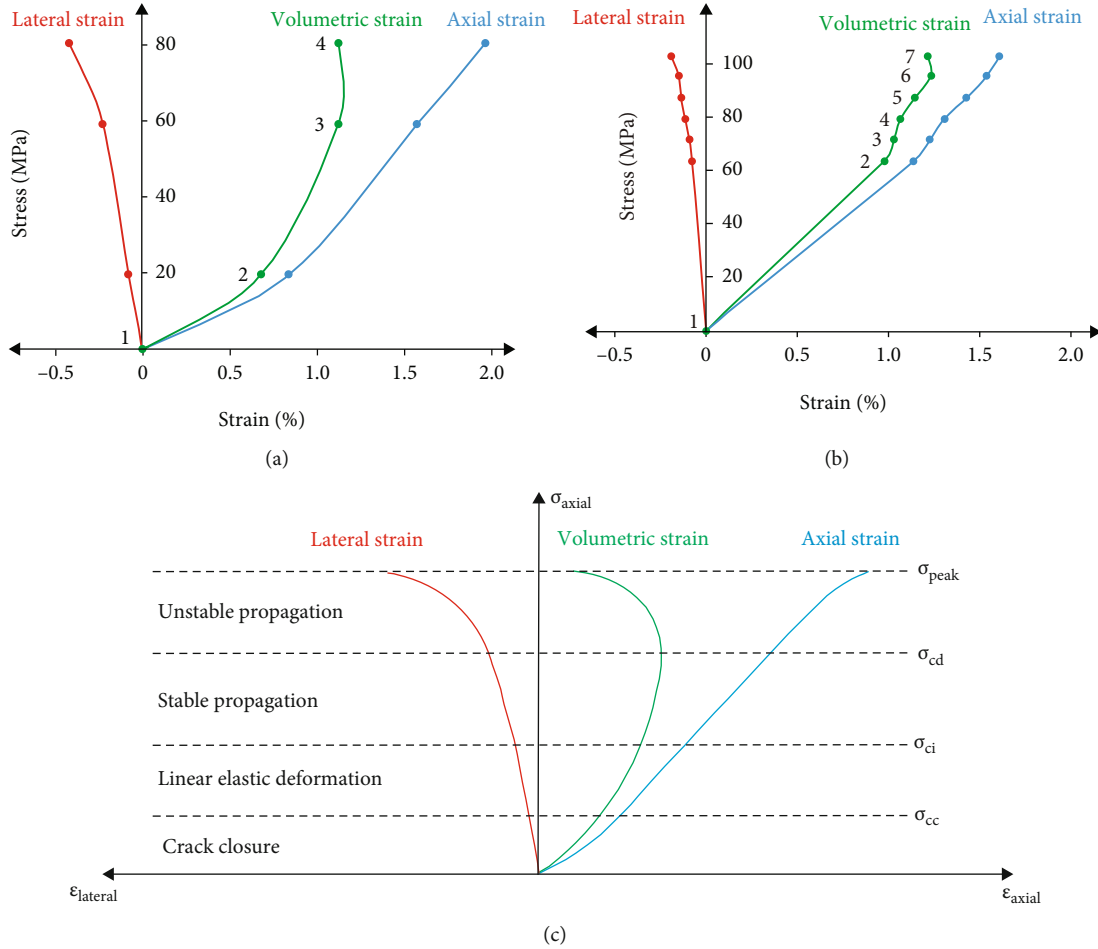 Lateral strain
Volumetric strain
Axial strain
80
60
40
20
Stress (MPa)
4
3
2
1
−0.5
0
0.5
1.0
1.5
2.0
Strain (%)
(a)
Lateral strain
Volumetric strain
Axial strain
100
80
60
40
20
Stress (MPa)
7
6
5
4
3
2
1
−0.5
0
0.5
1.0
1.5
2.0
Strain (%)
(b)
σaxial
Lateral strain
Volumetric strain
Axial strain
σpeak
Unstable propagation
σcd
Stable propagation
σci
Linear elastic deformation
σcc
Crack closure
εlateral
εaxial
(c)